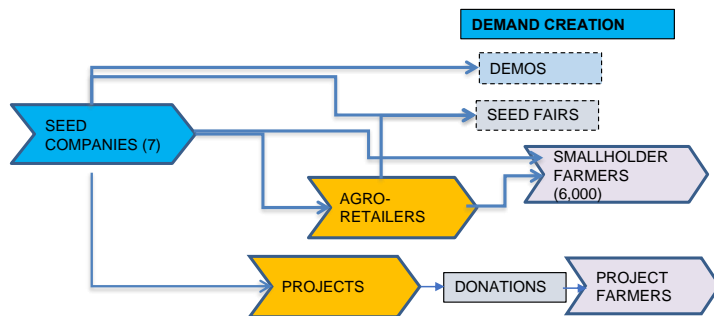 DEMAND CREATION
DEMOS
SEED FAIRS
SEED
COMPANIES (7)
SMALLHOLDER
FARMERS
(6,000)
AGRO-
RETAILERS
PROJECTS
DONATIONS
PROJECT
FARMERS